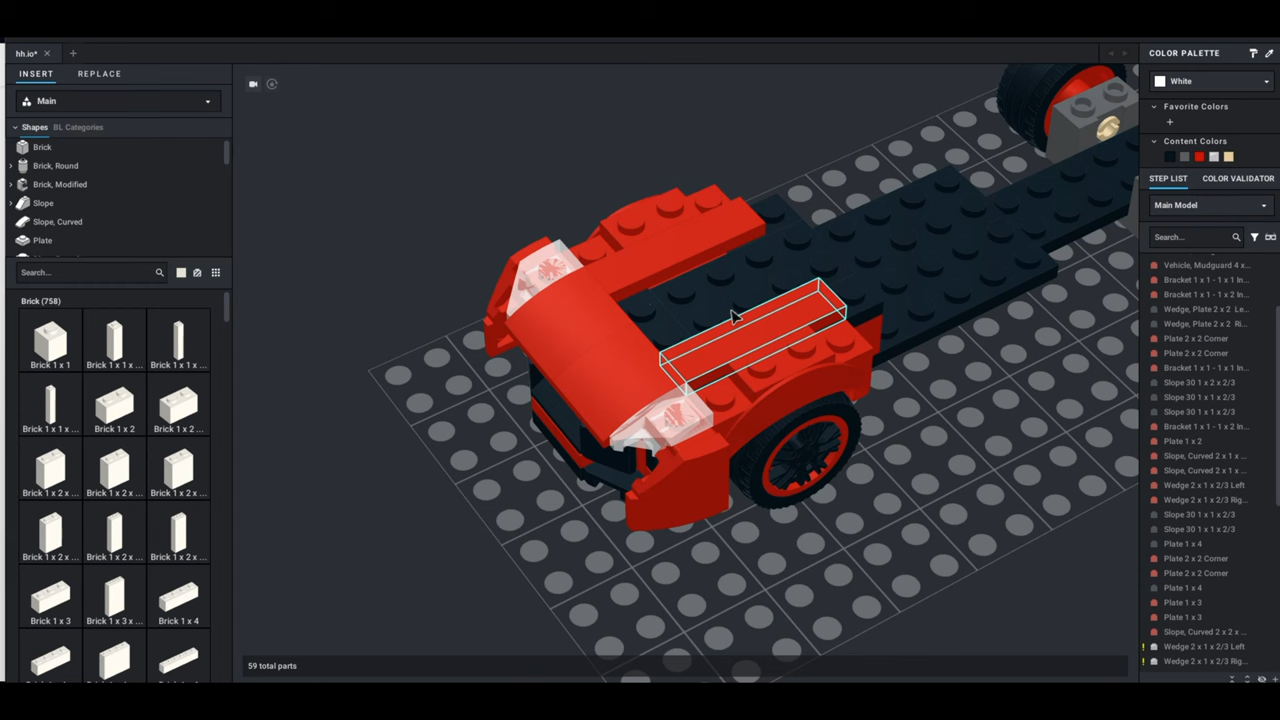 hh.io*
INSERT REPLACE
Main
Shapes BL Categories
Brick
Brick, Round
Brick, Modified
Slope
Slope, Curved
Plate
Search...
Brick (758)
Brick 1 x 1 Brick 1 x 1 x ... Brick 1 x 1 x ...
Brick 1 x 1 x ... Brick 1 x 2 Brick 1 x 2 ...
Brick 1 x 2 x ... Brick 1 x 2 x ... Brick 1 x 2 x ...
Brick 1 x 2 x ... Brick 1 x 2 x ... Brick 1 x 2 x ...
Brick 1 x 3 Brick 1 x 3 x ... Brick 1 x 4
59 total parts
COLOR PALETTE
White
Favorite Colors
Content Colors
STEP LIST COLOR VALIDATOR
Main Model
Search...
Vehicle, Mudguard 4 x...
Bracket 1 x 1 - 1 x 1 In...
Bracket 1 x 1 - 1 x 2 In...
Wedge, Plate 2 x 2 Le...
Wedge, Plate 2 x 2 Ri...
Plate 2 x 2 Corner
Plate 2 x 2 Corner
Bracket 1 x 1 - 1 x 2 In...
Slope 30 1 x 2 x 2/3
Slope 30 1 x 1 x 2/3
Slope 30 1 x 1 x 2/3
Bracket 1 x 1 - 1 x 2 In...
Plate 1 x 2
Slope, Curved 2 x 1 x ...
Slope, Curved 2 x 1 x ...
Wedge 2 x 1 x 2/3 Left
Wedge 2 x 1 x 2/3 Rig...
Slope 30 1 x 1 x 2/3
Slope 30 1 x 1 x 2/3
Plate 1 x 4
Plate 2 x 2 Corner
Plate 2 x 2 Corner
Plate 1 x 4
Plate 1 x 3
Plate 1 x 3
Slope, Curved 2 x 2 x ...
Wedge 2 x 1 x 2/3 Left
Wedge 2 x 1 x 2/3 Rig...